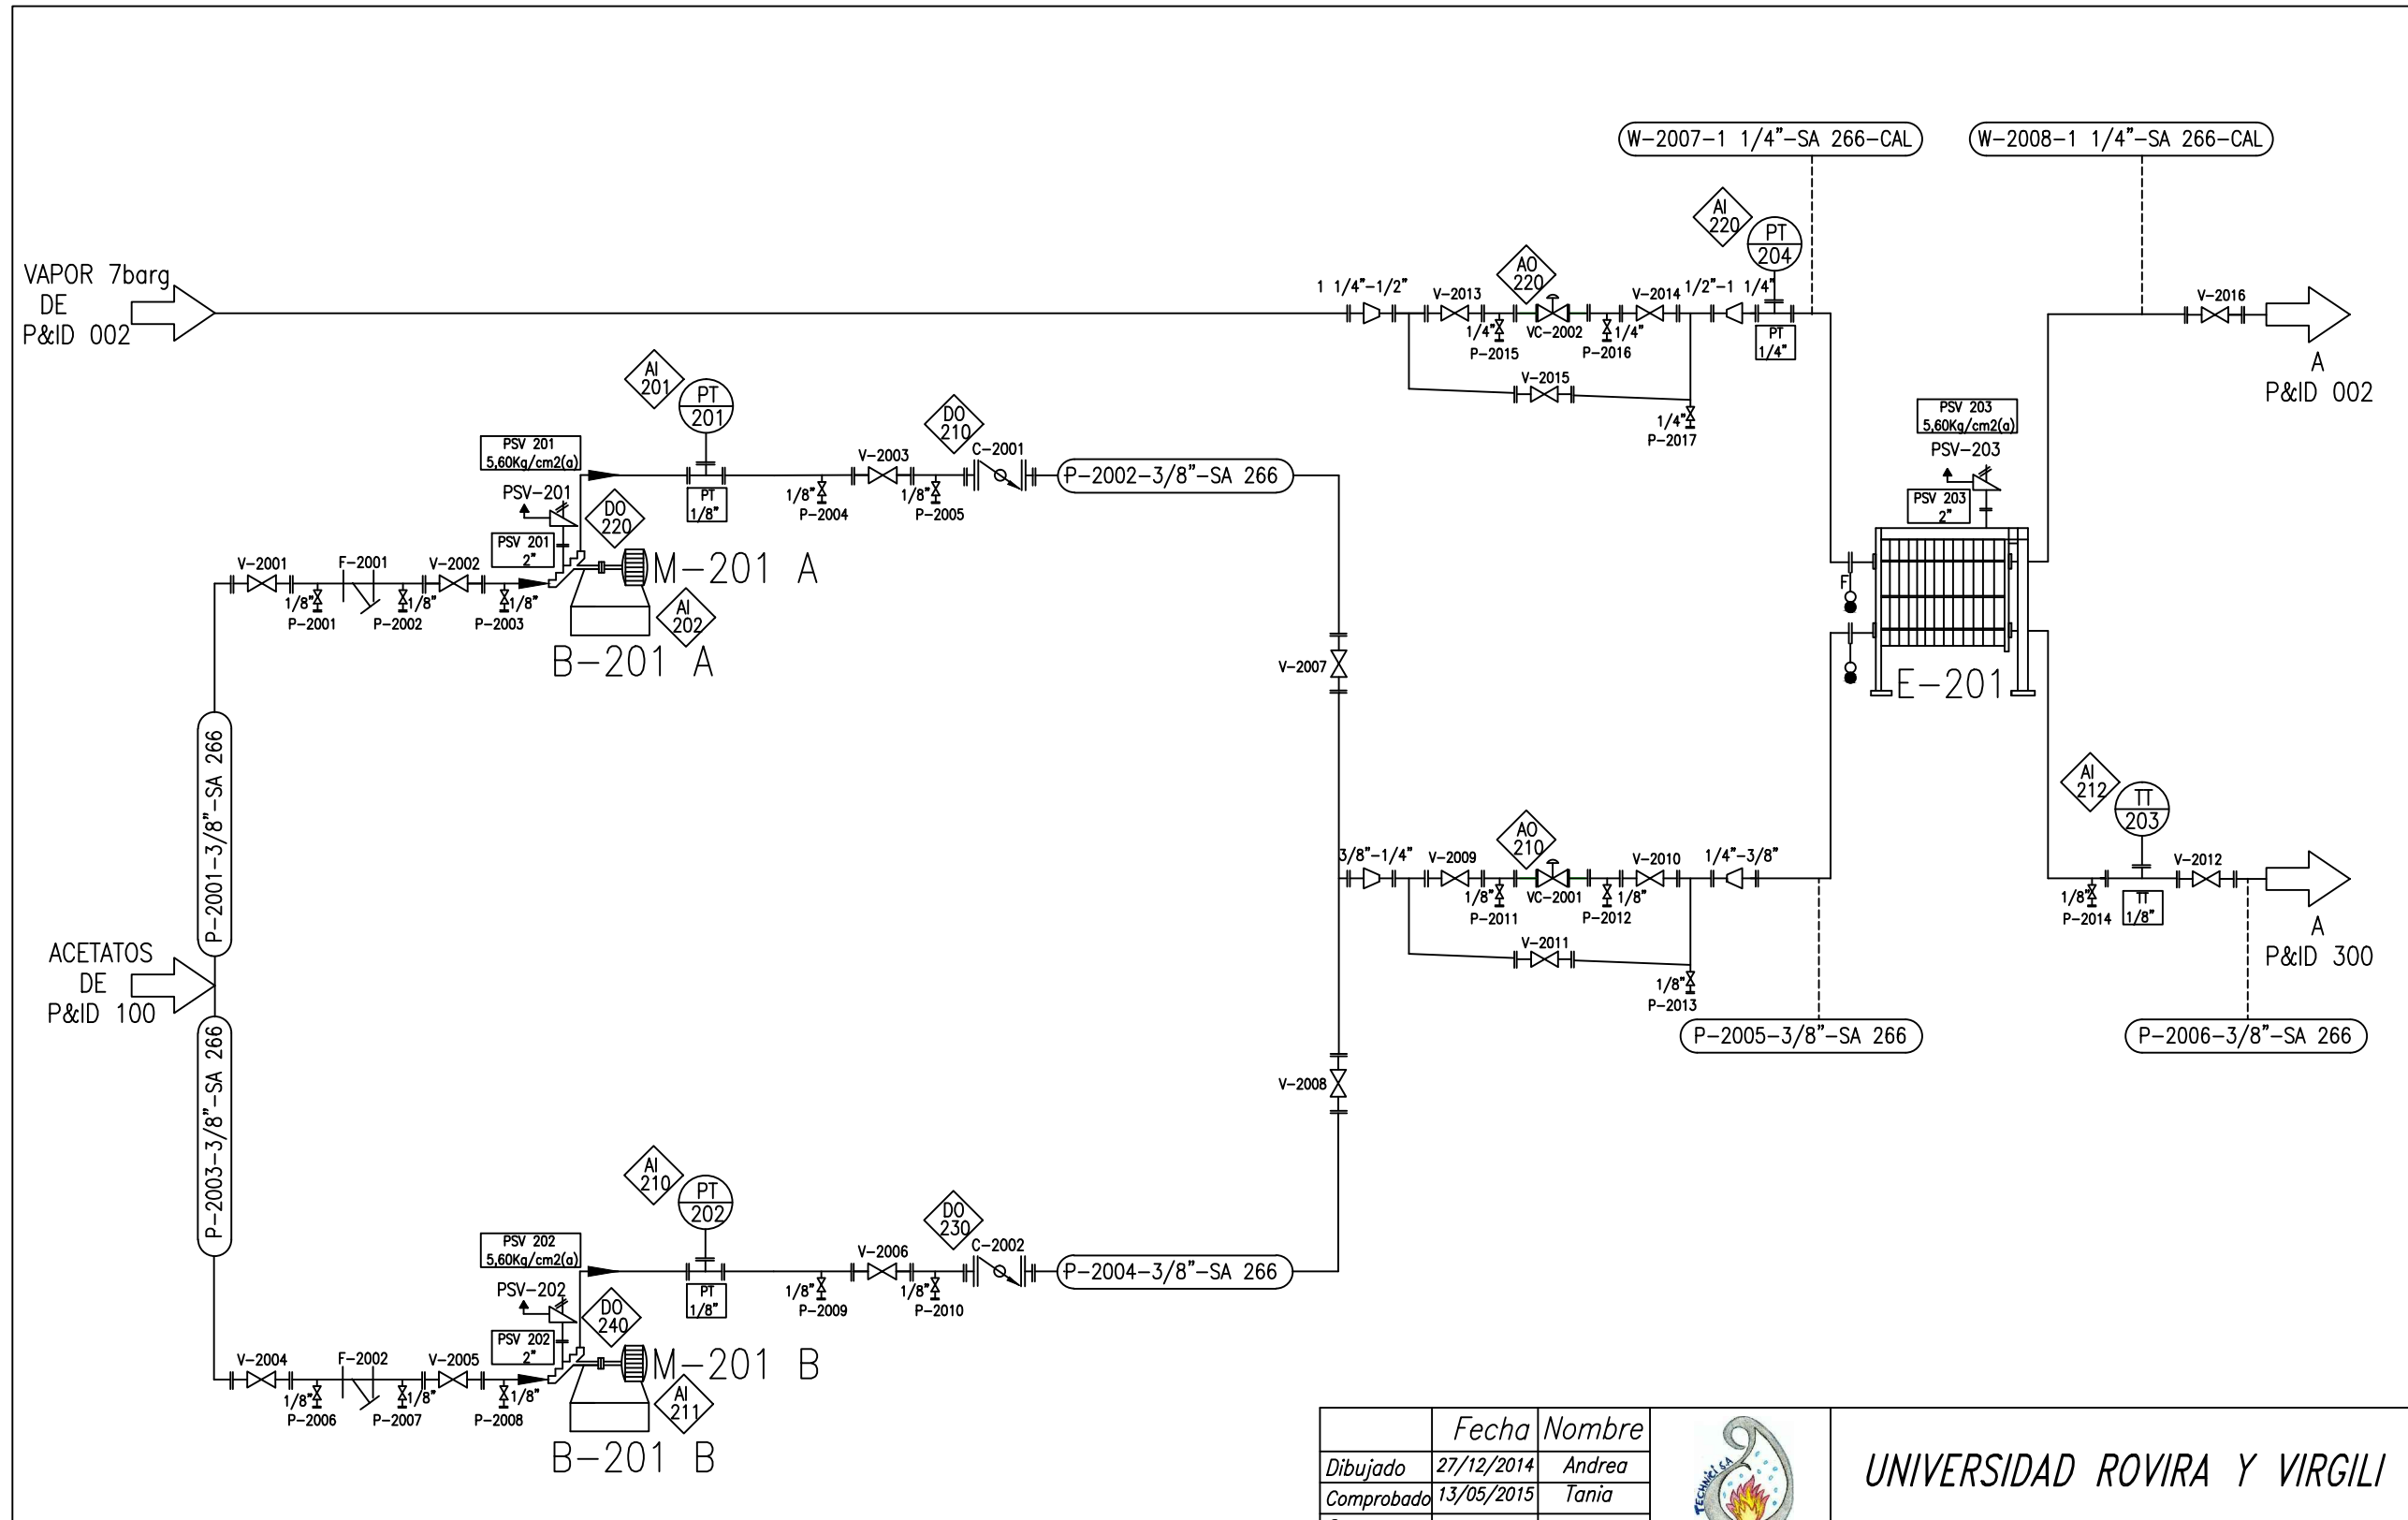 W-2007-1 1/4"-SA 266-CAL
W-2008-1 1/4"-SA 266-CAL
AI
220
PT
204
VAPOR 7barg
DE
P&ID 002
1 1/4"-1/2"
V-2013
AO
220
V-2014
1/2"-1 1/4"
1/4"
P-2015
VC-2002
P-2016
1/4"
PT
1/4"
V-2015
1/4"
P-2017
V-2016
A
P&ID 002
AI
201
PT
201
PSV 201
5,60Kg/cm2(a)
PSV-201
DO
220
PT
1/8"
1/8"
P-2004
V-2003
1/8"
P-2005
DO
210
C-2001
P-2002-3/8"-SA 266
PSV 203
5,60Kg/cm2(a)
PSV-203
PSV 203
2"
F
E-201
V-2001
F-2001
V-2002
PSV 201
2"
M-201 A
1/8"
P-2001
1/8"
P-2002
1/8"
P-2003
AI
202
B-201 A
V-2007
P-2001-3/8"-SA 266
ACETATOS
DE
P&ID 100
P-2003-3/8"-SA 266
3/8"-1/4"
V-2009
AO
210
V-2010
1/4"-3/8"
1/8"
P-2011
VC-2001
P-2012
1/8"
V-2011
1/8"
P-2013
AI
212
TT
203
V-2012
1/8"
P-2014
TT
1/8"
A
P&ID 300
P-2005-3/8"-SA 266
P-2006-3/8"-SA 266
V-2008
AI
210
PT
202
PSV 202
5,60Kg/cm2(a)
PSV-202
DO
240
PT
1/8"
1/8"
P-2009
V-2006
1/8"
P-2010
DO
230
C-2002
P-2004-3/8"-SA 266
V-2004
F-2002
V-2005
PSV 202
2"
M-201 B
1/8"
P-2006
1/8"
P-2007
1/8"
P-2008
AI
211
B-201 B
Fecha Nombre
Dibujado 27/12/2014 Andrea
Comprobado 13/05/2015 Tania
TECHNIC SA
UNIVERSIDAD ROVIRA Y VIRGILI